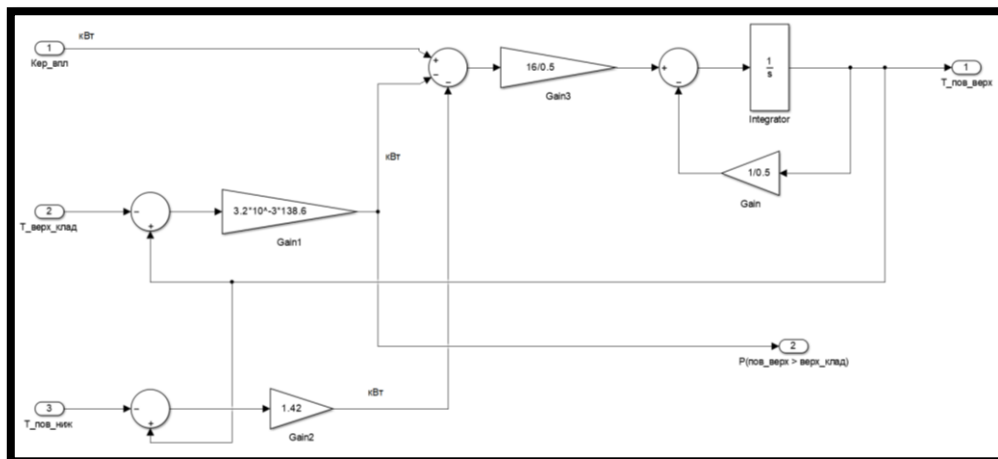 кВт
1
Кер_впл
+
−
−
16/0.5
Gain3
+
−
1
s
Integrator
1
Т_пов_верх
1/0.5
Gain
кВт
2
Т_верх_клад
−
+
3.2*10^-3*138.6
Gain1
2
Р(пов_верх > верх_клад)
3
Т_пов_ниж
−
+
1.42
Gain2
кВт